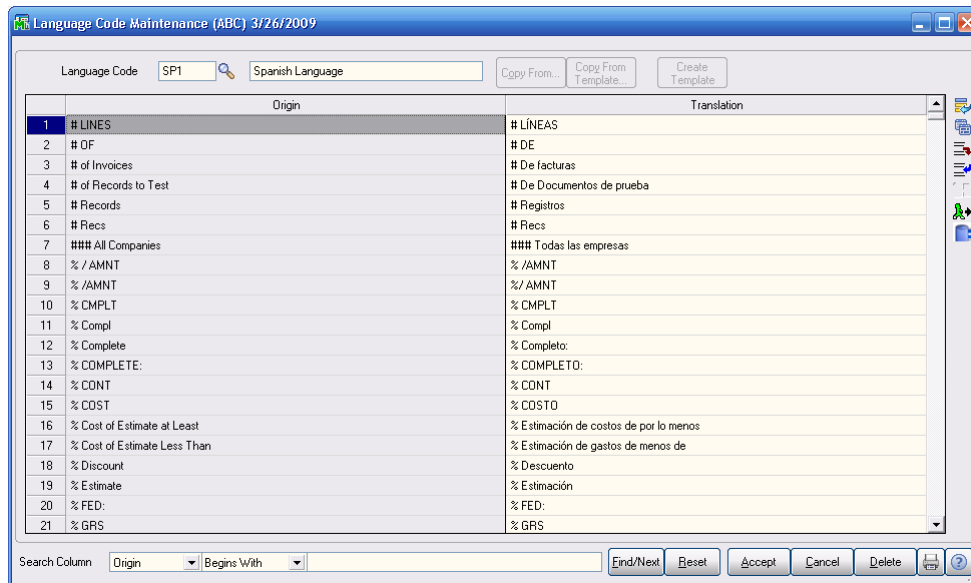 Language Code Maintenance (ABC) 3/26/2009
Language Code SP1 Spanish Language Copy From... Copy From Template... Create Template
Origin Translation
1 # LINES # LÍNEAS
2 # OF # DE
3 # of Invoices # De facturas
4 # of Records to Test # De Documentos de prueba
5 # Records # Registros
6 # Recs # Recs
7 ### All Companies ### Todas las empresas
8 % / AMNT % /AMNT
9 % /AMNT %/ AMNT
10 % CMPLT % CMPLT
11 % Compl % Compl
12 % Complete % Completo:
13 % COMPLETE: % COMPLETO:
14 % CONT % CONT
15 % COST % COSTO
16 % Cost of Estimate at Least % Estimación de costos de por lo menos
17 % Cost of Estimate Less Than % Estimación de gastos de menos de
18 % Discount % Descuento
19 % Estimate % Estimación
20 % FED: % FED:
21 % GRS % GRS
Search Column Origin Begins With Find/Next Reset Accept Cancel Delete